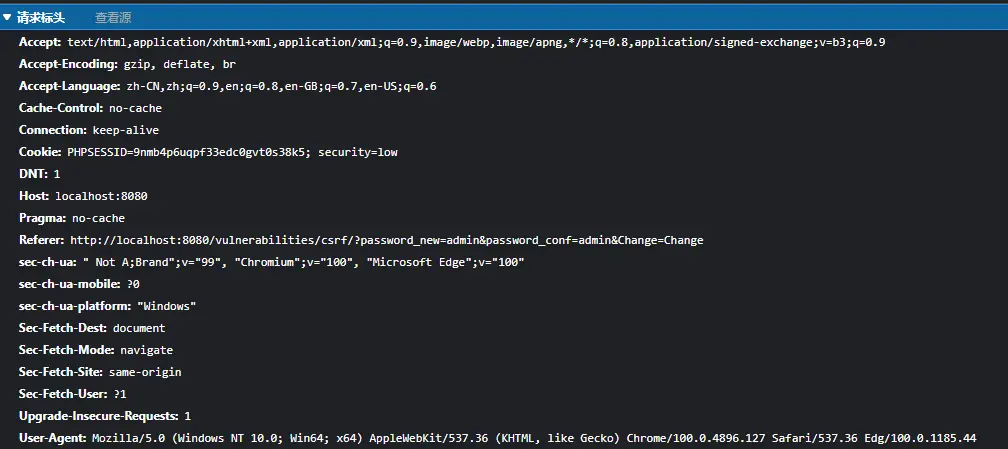 请求标头 查看源
Accept: text/html,application/xhtml+xml,application/xml;q=0.9,image/webp,image/apng,*/*;q=0.8,application/signed-exchange;v=b3;q=0.9
Accept-Encoding: gzip, deflate, br
Accept-Language: zh-CN,zh;q=0.9,en;q=0.8,en-GB;q=0.7,en-US;q=0.6
Cache-Control: no-cache
Connection: keep-alive
Cookie: PHPSESSID=9nmb4p6uqpf33edc0gvt0s38k5; security=low
DNT: 1
Host: localhost:8080
Pragma: no-cache
Referer: http://localhost:8080/vulnerabilities/csrf/?password_new=admin&password_conf=admin&Change=Change
sec-ch-ua: " Not A;Brand";v="99", "Chromium";v="100", "Microsoft Edge";v="100"
sec-ch-ua-mobile: ?0
sec-ch-ua-platform: "Windows"
Sec-Fetch-Dest: document
Sec-Fetch-Mode: navigate
Sec-Fetch-Site: same-origin
Sec-Fetch-User: ?1
Upgrade-Insecure-Requests: 1
User-Agent: Mozilla/5.0 (Windows NT 10.0; Win64; x64) AppleWebKit/537.36 (KHTML, like Gecko) Chrome/100.0.4896.127 Safari/537.36 Edg/100.0.1185.44